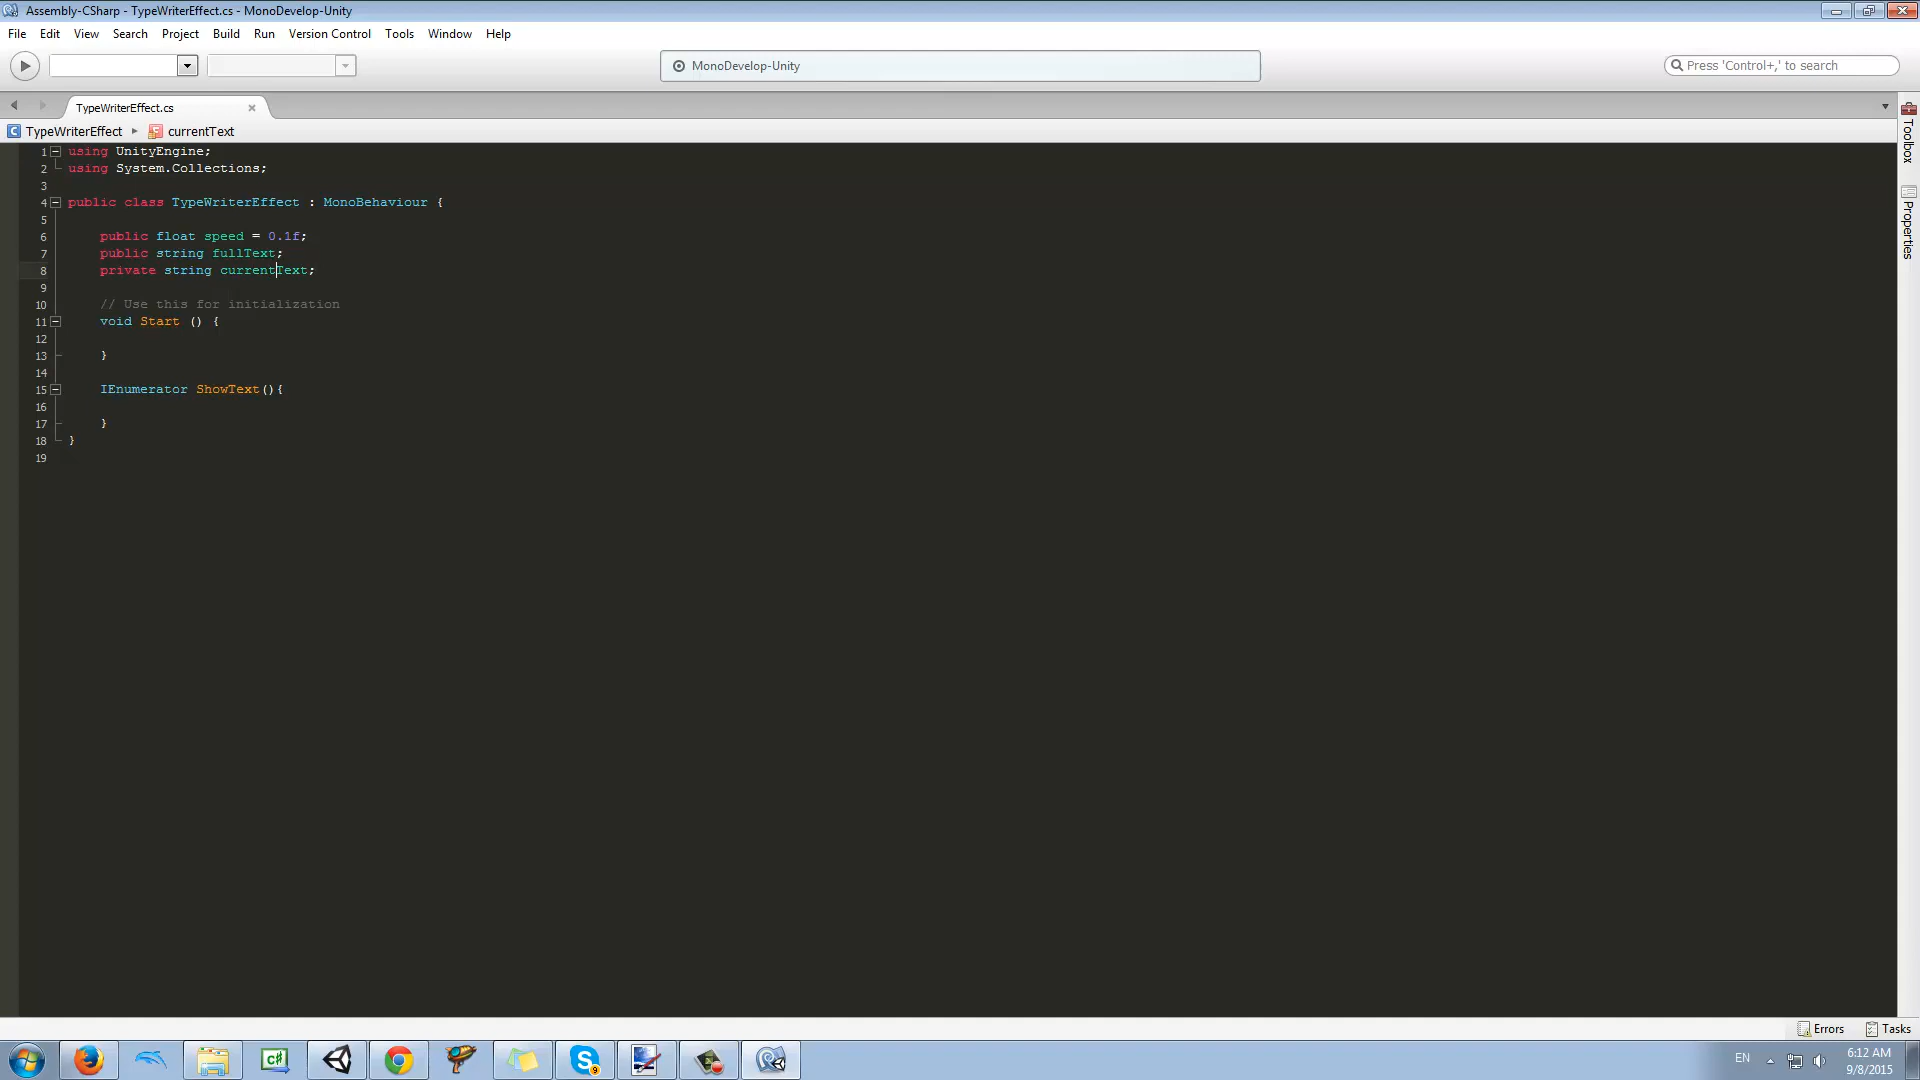 Assembly-CSharp - TypeWriterEffect.cs - MonoDevelop-Unity
File Edit View Search Project Build Run Version Control Tools Window Help
MonoDevelop-Unity
Press 'Control+,' to search
TypeWriterEffect.cs
TypeWriterEffect currentText
1 using UnityEngine;
2 using System.Collections;
3
4 public class TypeWriterEffect : MonoBehaviour {
5
6 public float speed = 0.1f;
7 public string fullText;
8 private string currentText;
9
10 // Use this for initialization
11 void Start () {
12
13 }
14
15 IEnumerator ShowText(){
16
17 }
18 }
19
Toolbox
Properties
Errors Tasks
C#
9
EN
6:12 AM
9/8/2015